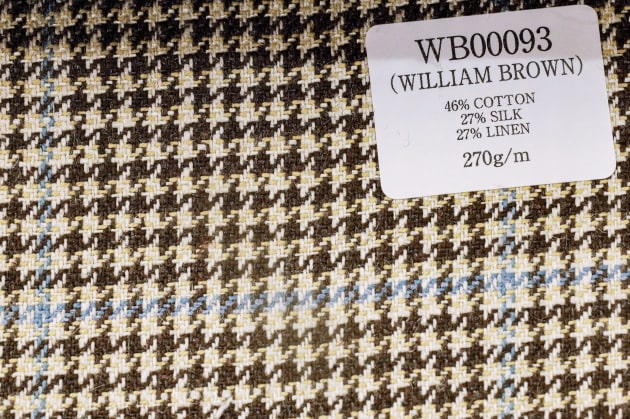 WB00093
(WILLIAM BROWN)
46% COTTON
27% SILK
27% LINEN
270g/m